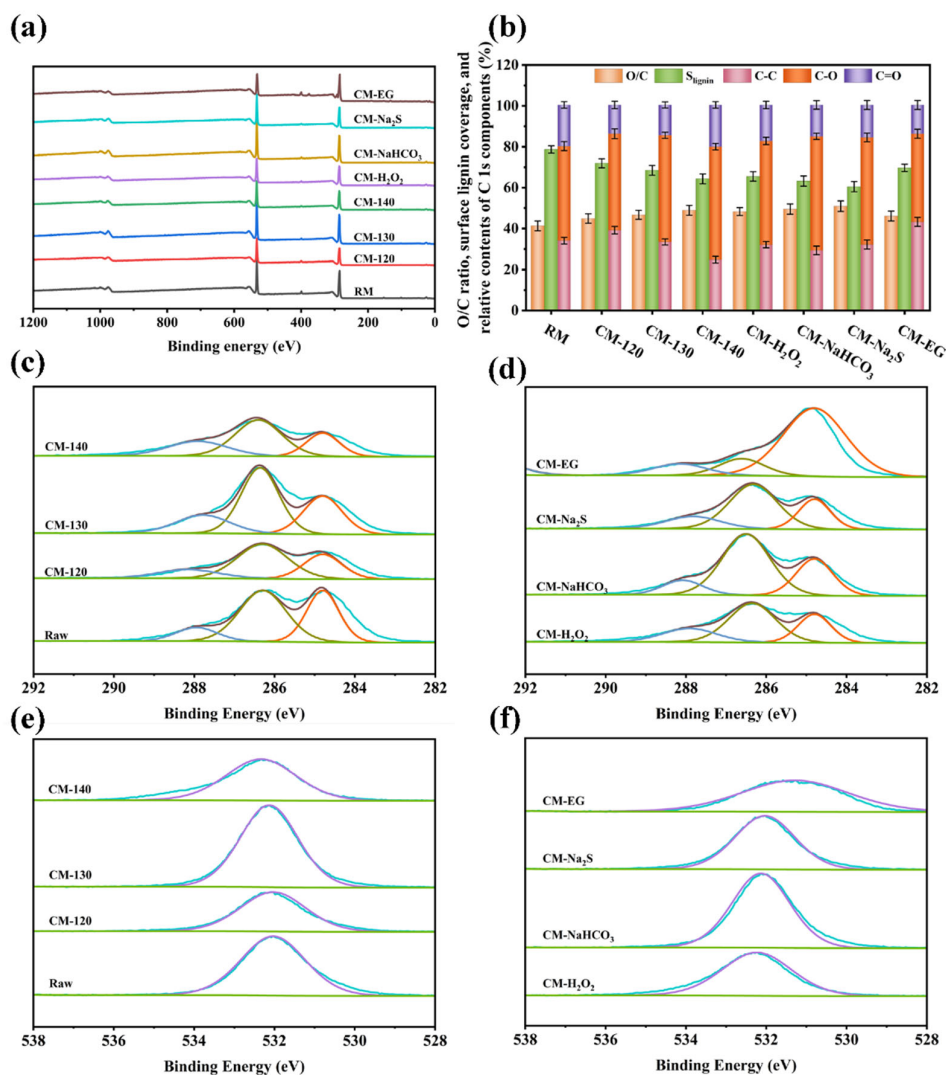 (a)
CM-EG
CM-Na₂S
CM-NaHCO₃
CM-H₂O₂
CM-140
CM-130
CM-120
RM
1200 1000 800 600 400 200 0
Binding energy (eV)
(b)
O/C ratio, surface lignin coverage, and
relative contents of C 1s components (%)
120
100
80
60
40
20
0
O/C S_lignin C-C C-O C=O
RM CM-120 CM-130 CM-140 CM-H₂O₂ CM-NaHCO₃ CM-Na₂S CM-EG
(c)
CM-140
CM-130
CM-120
Raw
292 290 288 286 284 282
Binding Energy (eV)
(d)
CM-EG
CM-Na₂S
CM-NaHCO₃
CM-H₂O₂
292 290 288 286 284 282
Binding Energy (eV)
(e)
CM-140
CM-130
CM-120
Raw
538 536 534 532 530 528
Binding Energy (eV)
(f)
CM-EG
CM-Na₂S
CM-NaHCO₃
CM-H₂O₂
538 536 534 532 530 528
Binding Energy (eV)